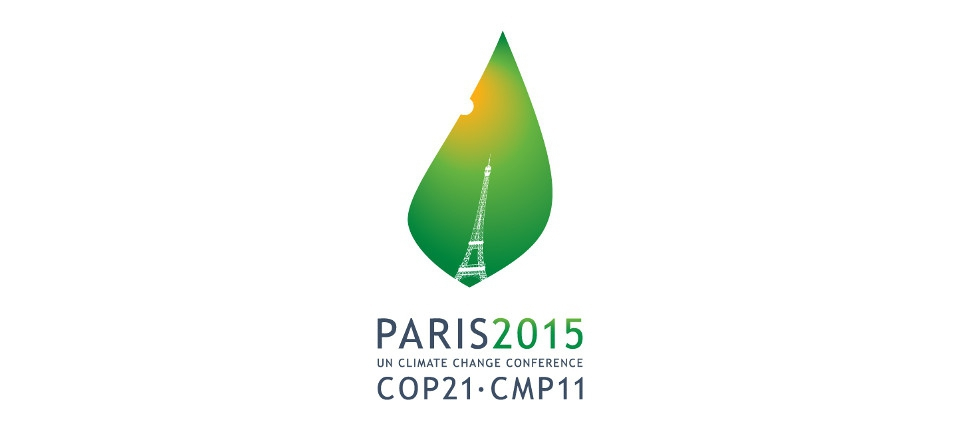 PARIS2015
UN CLIMATE CHANGE CONFERENCE
COP21·CMP11